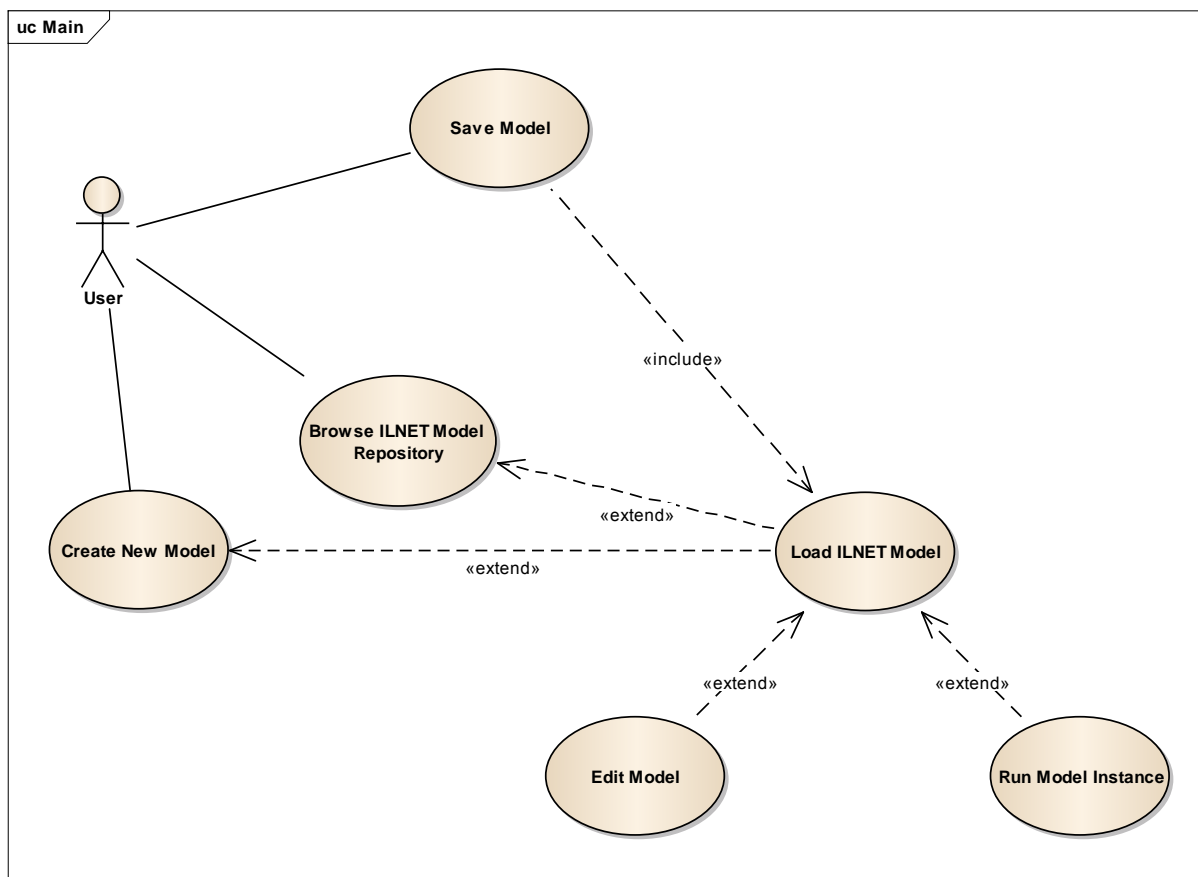 uc Main
Save Model
User
«include»
Browse ILNET Model
Repository
«extend»
Create New Model
«extend»
Load ILNET Model
«extend»
«extend»
Edit Model
Run Model Instance